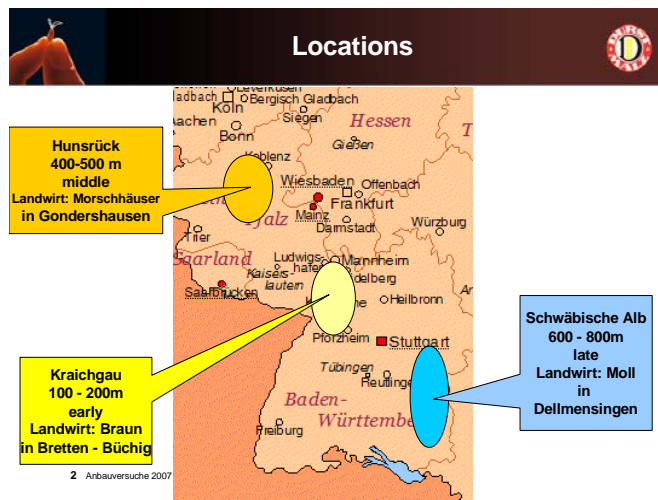 Locations
DURST
MALZ
D
Leverkusen
Bergisch Gladbach
Köln
Siegen
Aachen
Bonn
Hessen
Gießen
Koblenz
Wiesbaden
Offenbach
Frankfurt
Mainz
Darmstadt
Würzburg
Trier
Saarland
Ludwigs-
Mannheim
Kaisers-
lautern
Saarbrücken
Heilbronn
Pforzheim
Stuttgart
Tübingen
Baden-
Freiburg
Hunsrück
400-500 m
middle
Landwirt: Morschhäuser
in Gondershausen
Kraichgau
100 - 200m
early
Landwirt: Braun
in Bretten - Büchig
Schwäbische Alb
600 - 800m
late
Landwirt: Moll
in
Dellmensingen
2 Anbauversuche 2007